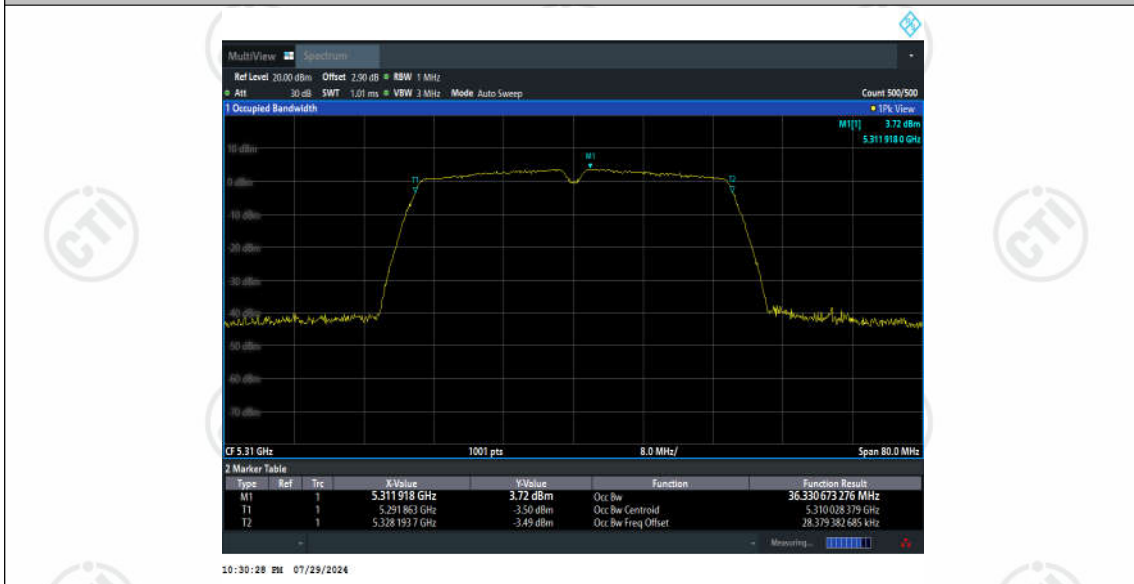 MultiView Spectrum
Ref Level 20.00 dBm Offset 2.90 dB RBW 1 MHz
Att 30 dB SWT 1.01 ms VBW 3 MHz Mode Auto Sweep Count 500/500
1 Occupied Bandwidth 1Pk View
M1[1] 3.72 dBm
5.311 918 0 GHz
10 dBm
M1
0 dBm
T1 T2
-10 dBm
-20 dBm
-30 dBm
-40 dBm
-50 dBm
-60 dBm
-70 dBm
CF 5.31 GHz 1001 pts 8.0 MHz/ Span 80.0 MHz
2 Marker Table
Type Ref Trc X-Value Y-Value Function Function Result
M1 1 5.311 918 GHz 3.72 dBm Occ Bw 36.330 673 276 MHz
T1 1 5.291 863 GHz -3.50 dBm Occ Bw Centroid 5.310 028 379 GHz
T2 1 5.328 193 7 GHz -3.49 dBm Occ Bw Freq Offset 28.379 382 685 kHz
Measuring...
10:30:28 PM 07/29/2024
CTI
CTI